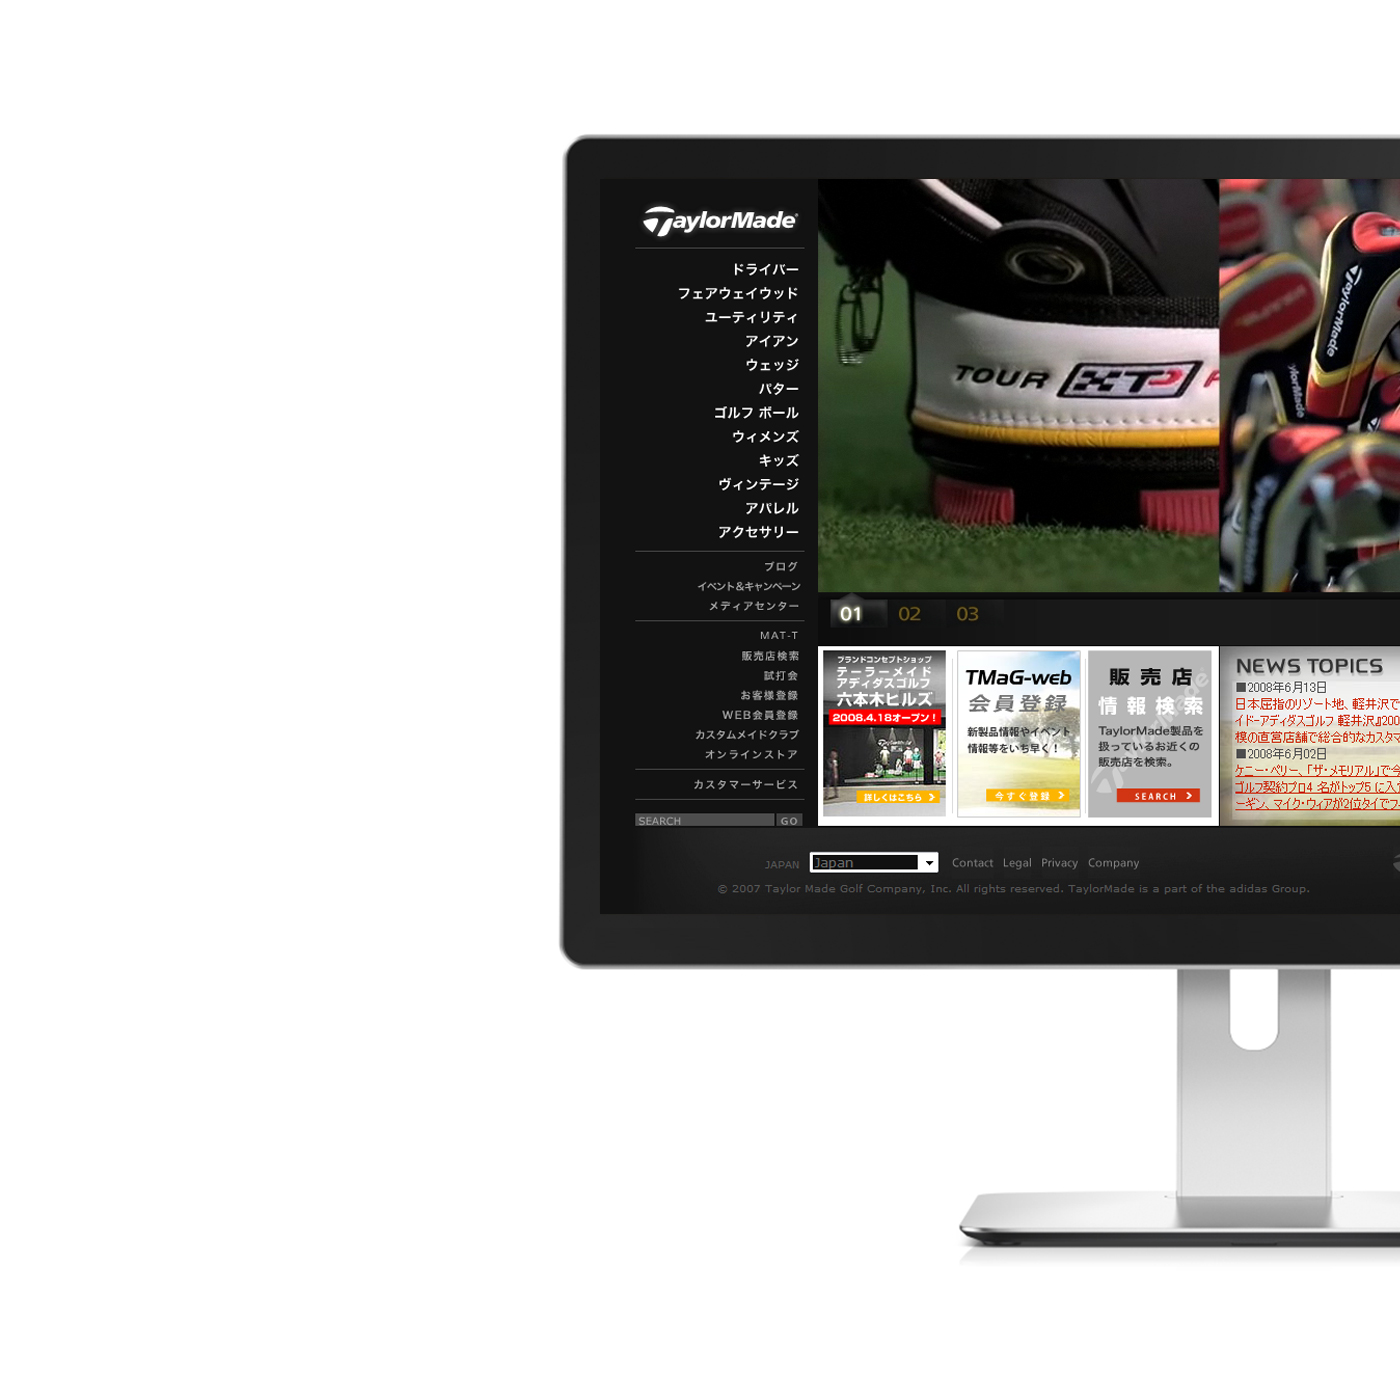 TaylorMade
ドライバー
フェアウェイウッド
ユーティリティ
アイアン
ウェッジ
パター
ゴルフ ボール
ウィメンズ
キッズ
ヴィンテージ
アパレル
アクセサリー
ブログ
イベント&キャンペーン
メディアセンター
MAT-T
販売店検索
試打会
お客様登録
WEB会員登録
カスタムメイドクラブ
オンラインストア
カスタマーサービス
SEARCH GO
TOUR XTP
TaylorMade
aylorMade
01 02 03
ブランドコンセプトショップ
テーラーメイド
アディダスゴルフ
六本木ヒルズ
2008.4.18オープン!
詳しくはこちら
TMaG-web
会員登録
新製品情報やイベント
情報等をいち早く!
今すぐ登録
販売店
情報検索
TaylorMade製品を
扱っているお近くの
販売店を検索。
SEARCH
NEWS TOPICS
■2008年6月13日
日本屈指のリゾート地、軽井沢で
イドーアディダスゴルフ 軽井沢』200
模の直営店舗で総合的なカスタマ
■2008年6月02日
ケニー・ペリー、「ザ・メモリアル」で今
ゴルフ契約プロ4 名がトップ5 に入
ーギン、マイク・ウィアが2位タイでフ
JAPAN Japan Contact Legal Privacy Company
© 2007 Taylor Made Golf Company, Inc. All rights reserved. TaylorMade is a part of the adidas Group.